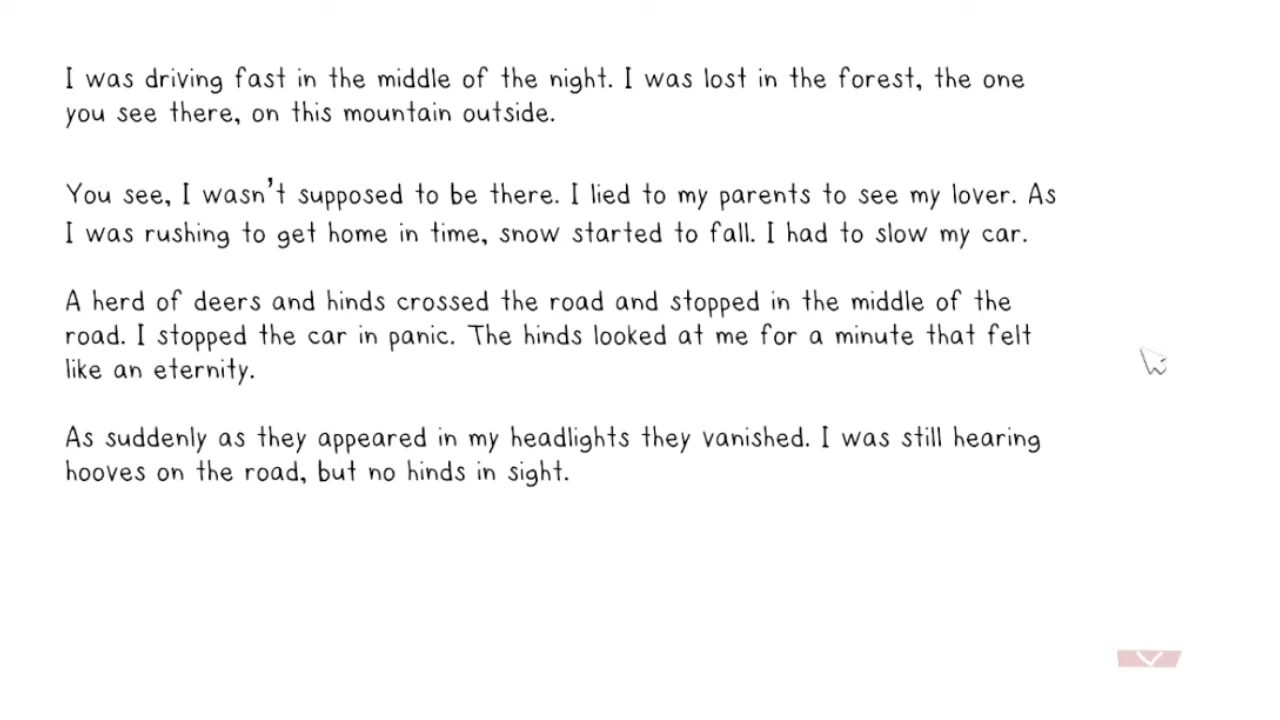 I was driving fast in the middle of the night. I was lost in the forest, the one
you see there, on this mountain outside.
You see, I wasn't supposed to be there. I lied to my parents to see my lover. As
I was rushing to get home in time, snow started to fall. I had to slow my car.
A herd of deers and hinds crossed the road and stopped in the middle of the
road. I stopped the car in panic. The hinds looked at me for a minute that felt
like an eternity.
As suddenly as they appeared in my headlights they vanished. I was still hearing
hooves on the road, but no hinds in sight.